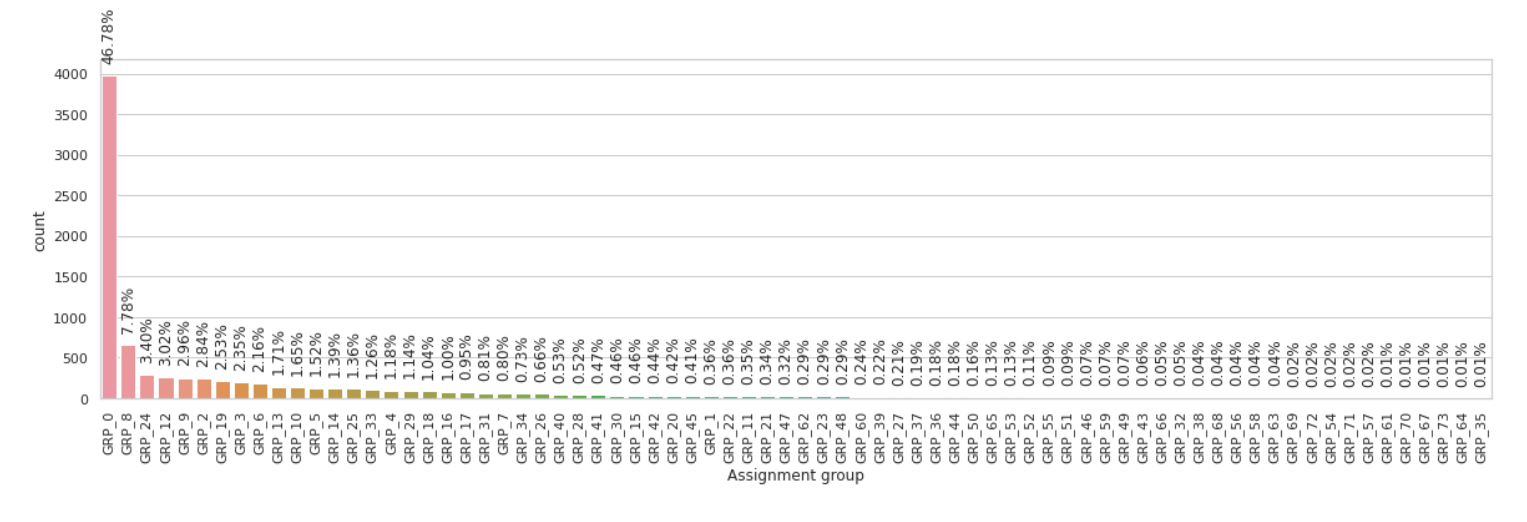 46.78%
7.78%
3.40%
3.02%
2.96%
2.84%
2.53%
2.35%
2.16%
1.71%
1.65%
1.52%
1.39%
1.36%
1.26%
1.18%
1.14%
1.04%
1.00%
0.95%
0.81%
0.80%
0.73%
0.66%
0.53%
0.52%
0.47%
0.46%
0.46%
0.44%
0.42%
0.41%
0.36%
0.36%
0.35%
0.34%
0.32%
0.29%
0.29%
0.29%
0.24%
0.22%
0.21%
0.19%
0.18%
0.18%
0.16%
0.13%
0.13%
0.11%
0.09%
0.09%
0.07%
0.07%
0.07%
0.06%
0.05%
0.05%
0.04%
0.04%
0.04%
0.04%
0.04%
0.02%
0.02%
0.02%
0.02%
0.02%
0.01%
0.01%
0.01%
0.01%
0.01%
0.01%
4000
3500
3000
2500
2000
1500
1000
500
0
count
GRP_0
GRP_8
GRP_24
GRP_12
GRP_9
GRP_2
GRP_19
GRP_3
GRP_6
GRP_13
GRP_10
GRP_5
GRP_14
GRP_25
GRP_33
GRP_4
GRP_29
GRP_18
GRP_16
GRP_17
GRP_31
GRP_7
GRP_34
GRP_26
GRP_40
GRP_28
GRP_41
GRP_30
GRP_15
GRP_42
GRP_20
GRP_45
GRP_1
GRP_22
GRP_11
GRP_21
GRP_47
GRP_62
GRP_23
GRP_48
GRP_60
GRP_39
GRP_27
GRP_37
GRP_36
GRP_44
GRP_50
GRP_65
GRP_53
GRP_52
GRP_55
GRP_51
GRP_46
GRP_59
GRP_49
GRP_43
GRP_66
GRP_32
GRP_38
GRP_68
GRP_56
GRP_58
GRP_63
GRP_69
GRP_72
GRP_54
GRP_71
GRP_57
GRP_61
GRP_70
GRP_67
GRP_73
GRP_64
GRP_35
Assignment group